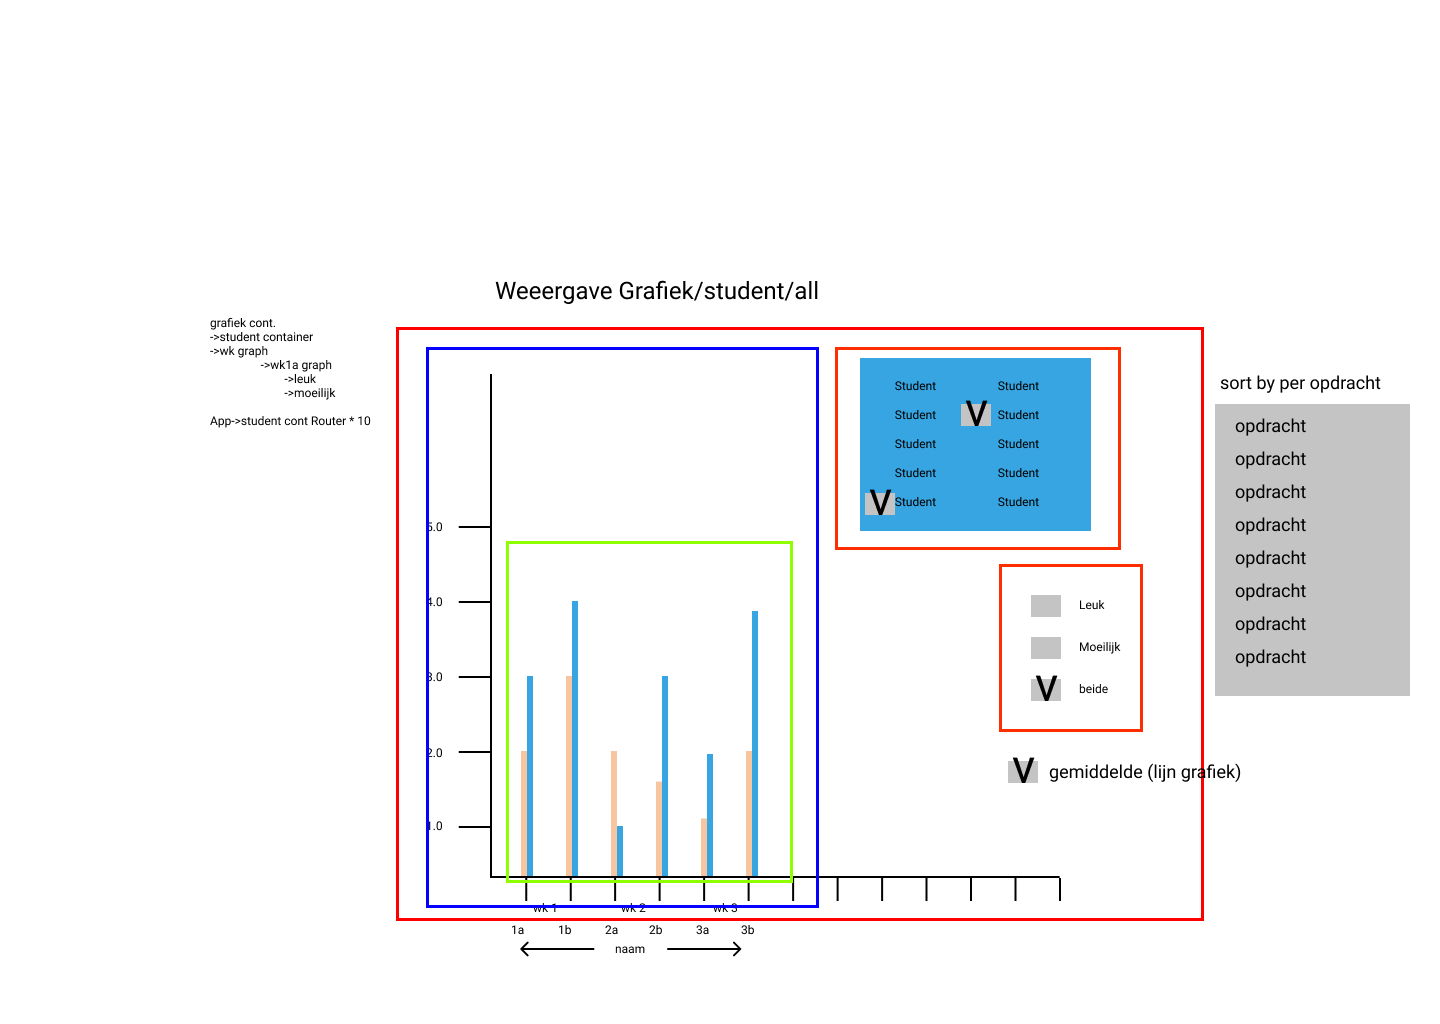 Weeergave Grafiek/student/all
grafiek cont.
->student container
->wk graph
->wk1a graph
->leuk
->moeilijk
App->student cont Router * 10
Student Student
Student V Student
Student Student
Student Student
V Student Student
sort by per opdracht
opdracht
opdracht
opdracht
opdracht
opdracht
opdracht
opdracht
opdracht
5.0
4.0
3.0
2.0
1.0
Leuk
Moeilijk
V beide
V gemiddelde (lijn grafiek)
wk 1 wk 2 wk 3
1a 1b 2a 2b 3a 3b
naam